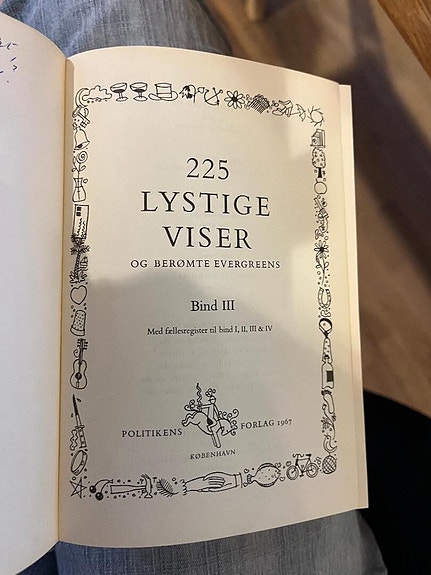 225
LYSTIGE
VISER
OG BERØMTE EVERGREENS
Bind III
Med fællesregister til bind I, II, III & IV
POLITIKENS FORLAG 1967
KØBENHAVN